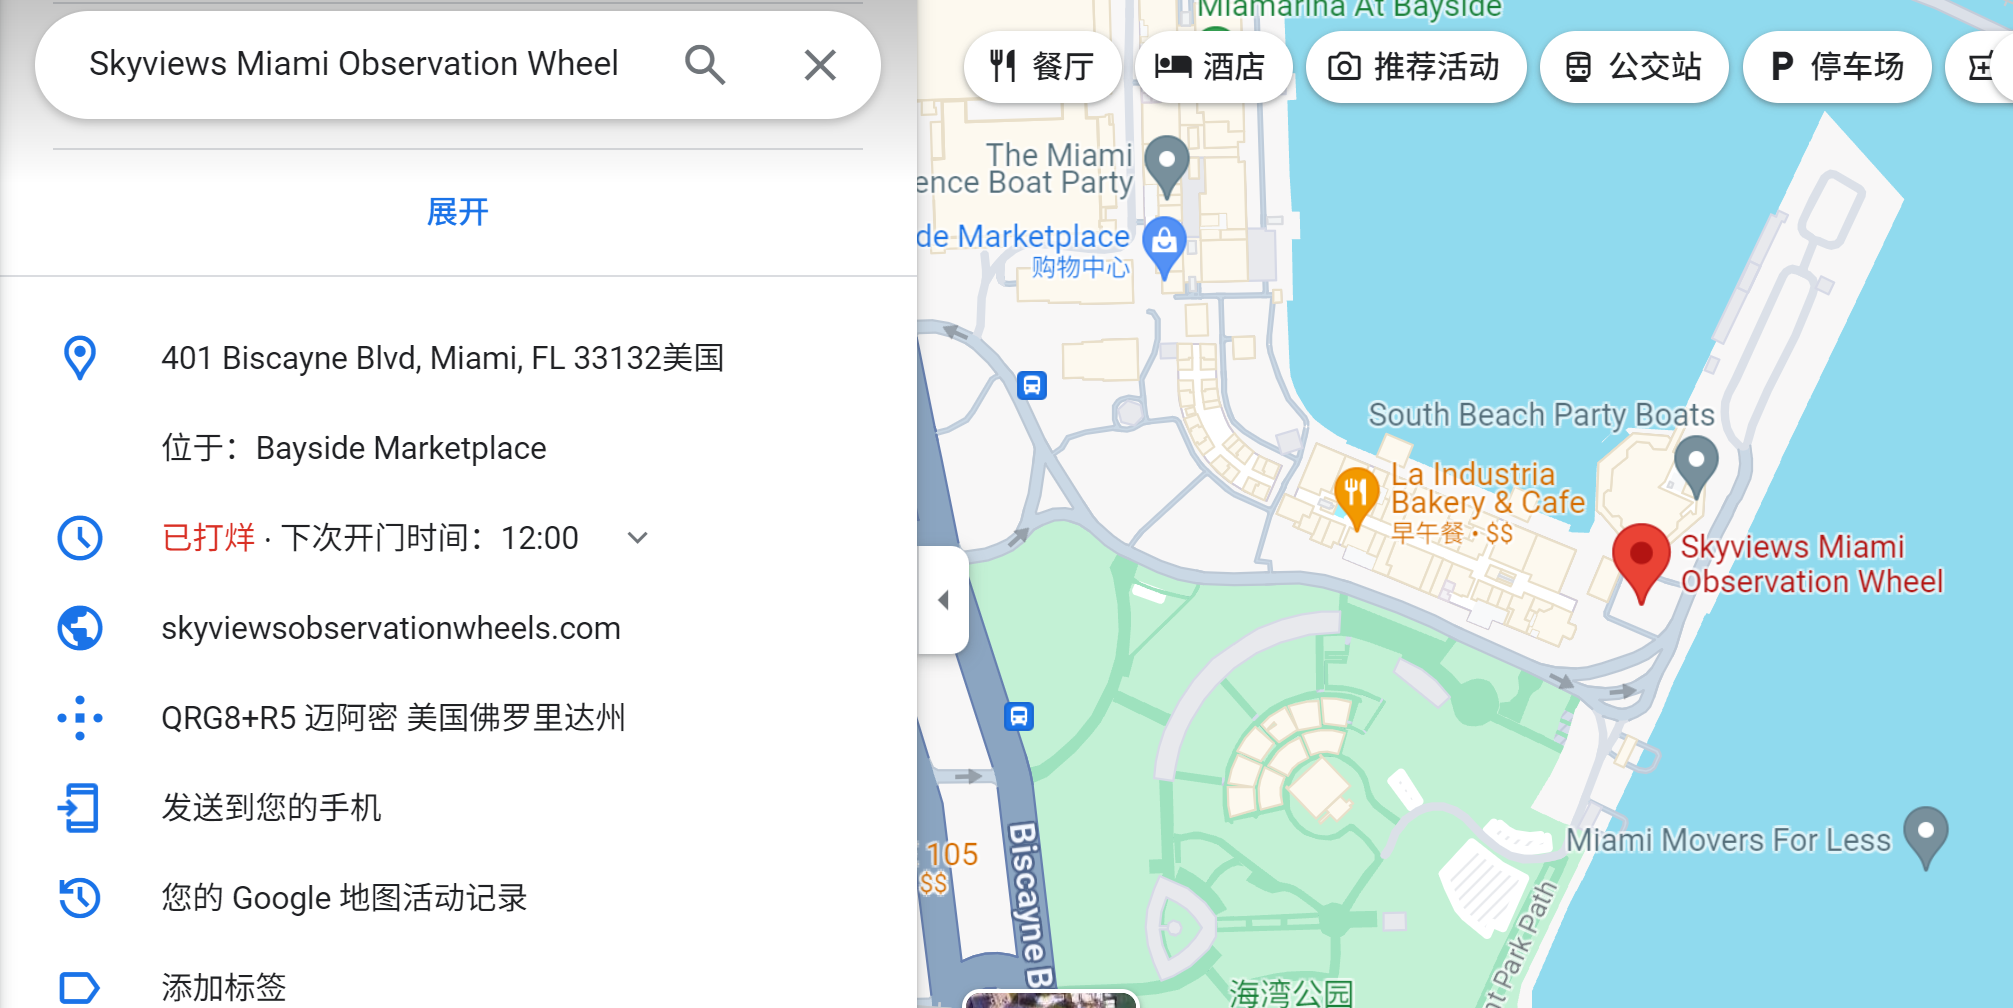 Skyviews Miami Observation Wheel
展开
401 Biscayne Blvd, Miami, FL 33132美国
位于：Bayside Marketplace
已打烊 · 下次开门时间：12:00
skyviewsobservationwheels.com
QRG8+R5 迈阿密 美国佛罗里达州
发送到您的手机
您的 Google 地图活动记录
添加标签
Miamarina At Bayside
餐厅
酒店
推荐活动
公交站
P 停车场
The Miami
ence Boat Party
de Marketplace
购物中心
South Beach Party Boats
La Industria
Bakery & Cafe
早午餐 • $$
Skyviews Miami
Observation Wheel
Miami Movers For Less
105
$$
Biscayne B
nt Park Path
海湾公园